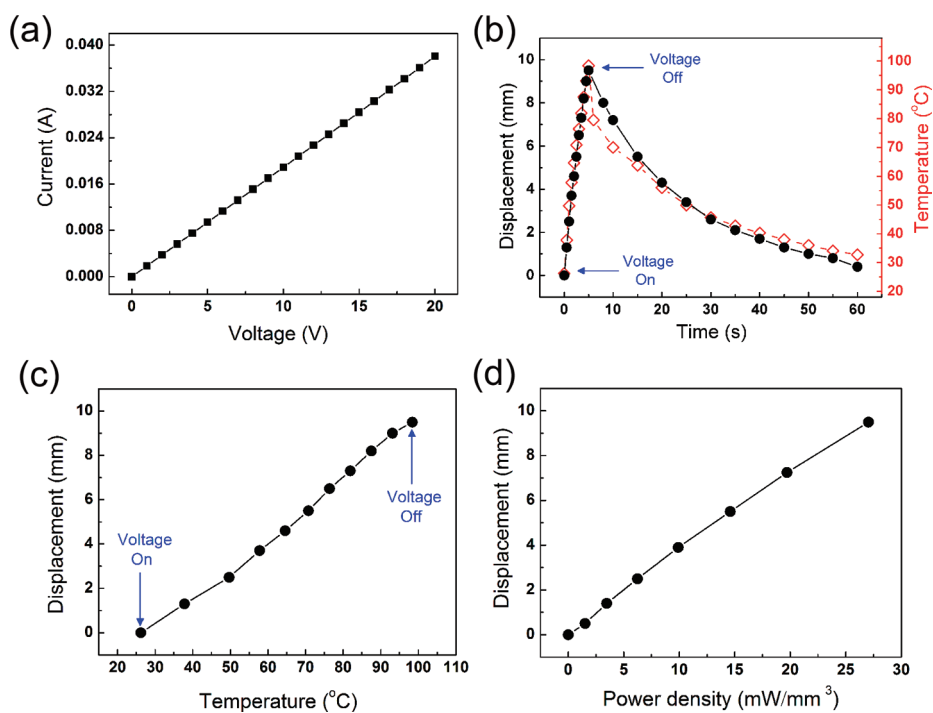 (a)
0.040
0.032
0.024
0.016
0.008
0.000
Current (A)
0
5
10
15
20
Voltage (V)
(b)
10
8
6
4
2
0
Displacement (mm)
Voltage
Off
Voltage
On
100
90
80
70
60
50
40
30
20
Temperature (°C)
0
10
20
30
40
50
60
Time (s)
(c)
10
8
6
4
2
0
Displacement (mm)
Voltage
On
Voltage
Off
20 30 40 50 60 70 80 90 100 110
Temperature (°C)
(d)
10
8
6
4
2
0
Displacement (mm)
0
5
10
15
20
25
30
Power density (mW/mm³)